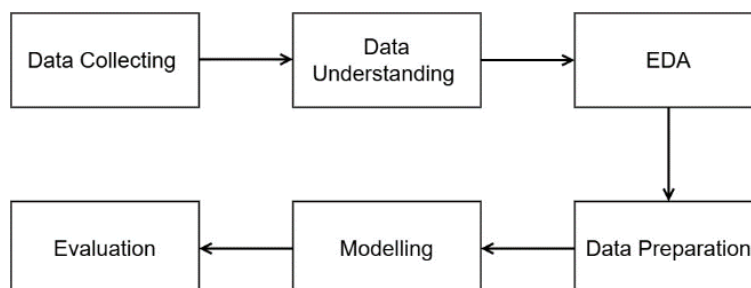 Data Collecting
Data
Understanding
EDA
Data Preparation
Modelling
Evaluation